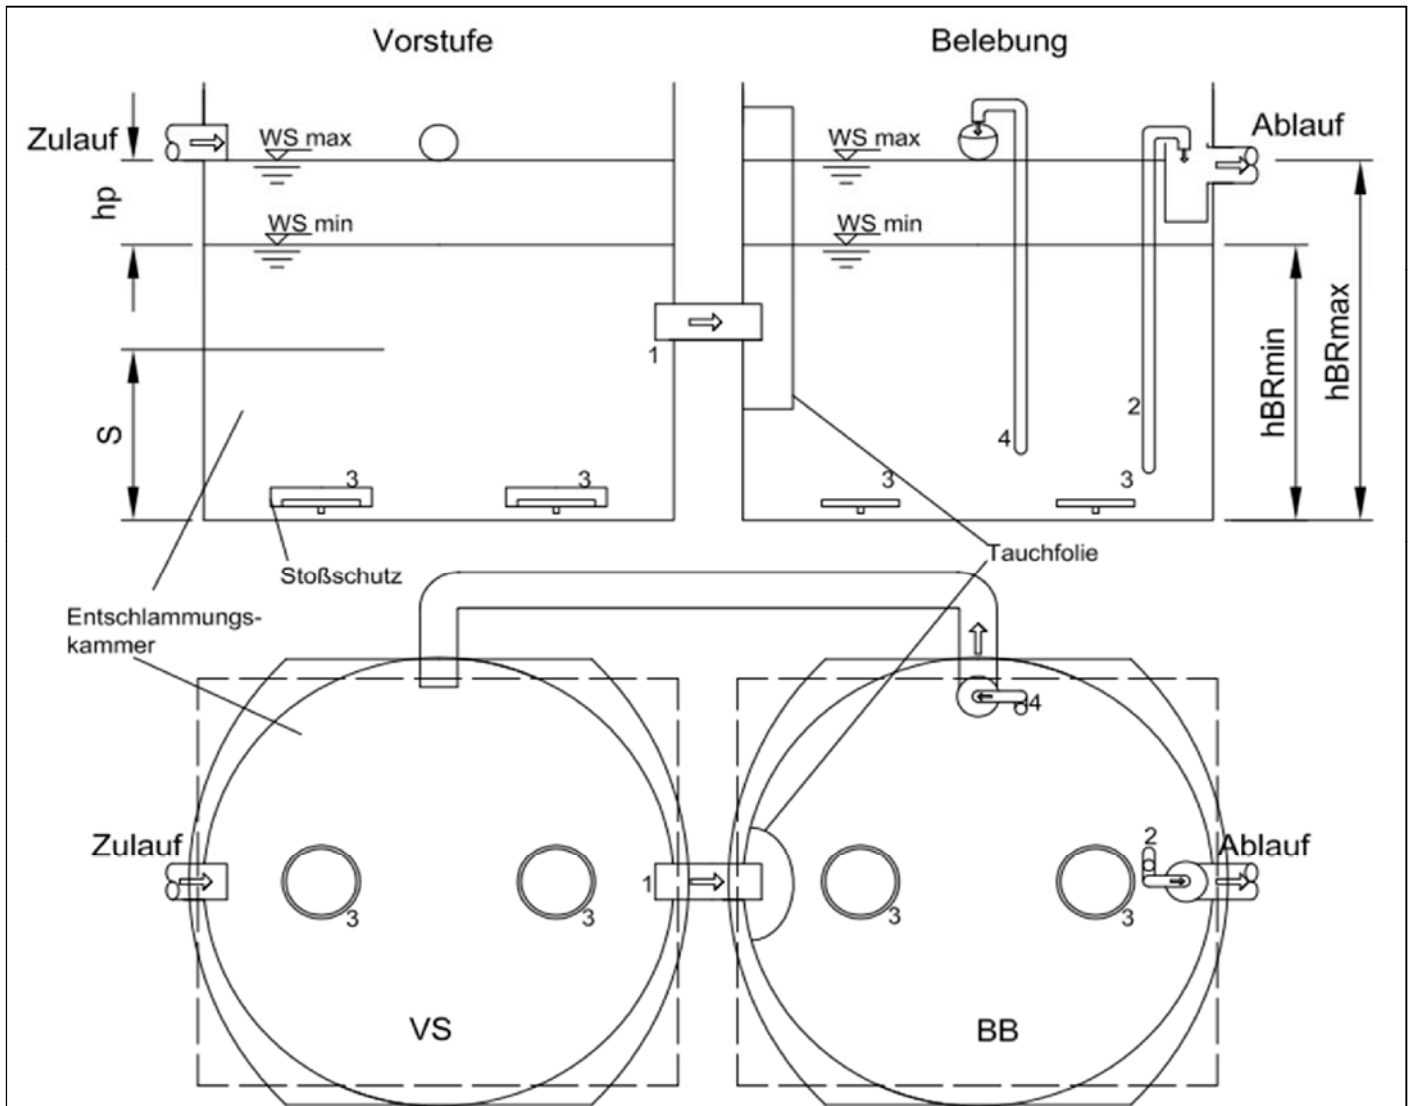 Vorstufe
Belebung
Zulauf
WS max
WS max
Ablauf
hp
WS min
WS min
1
hBRmin
hBRmax
S
2
4
3
3
3
3
Stoßschutz
Tauchfolie
Entschlammungs-
kammer
4
Zulauf
2
Ablauf
1
3
3
3
3
VS
BB